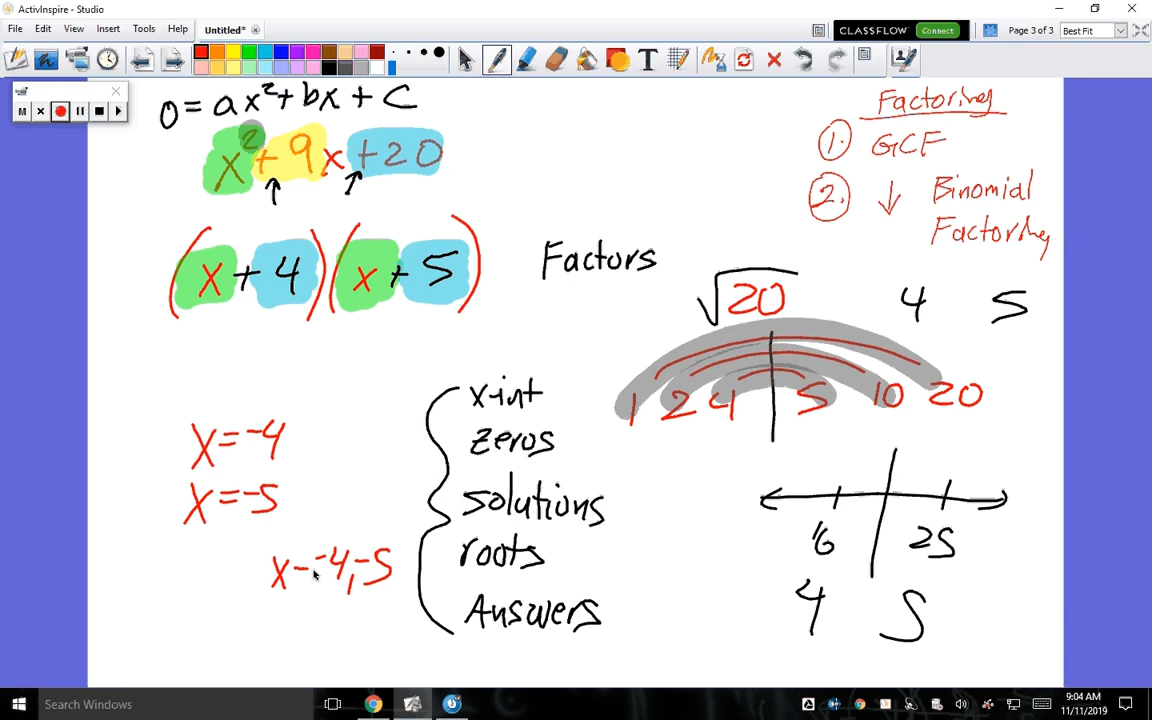 ActivInspire - Studio
File Edit View Insert Tools Help Untitled*
CLASSFLOW Connect Page 3 of 3 Best Fit
0 = ax² + bx + C
x² + 9x + 20
(x + 4)(x + 5)
Factors
x-int
zeros
solutions
roots
Answers
x = -4
x = -5
x - -4, -5
Factoring
1. GCF
2. ↓ Binomial
Factoring
√20 4 5
1 2 4 5 10 20
16 25
4 5
Search Windows
9:04 AM
11/11/2019